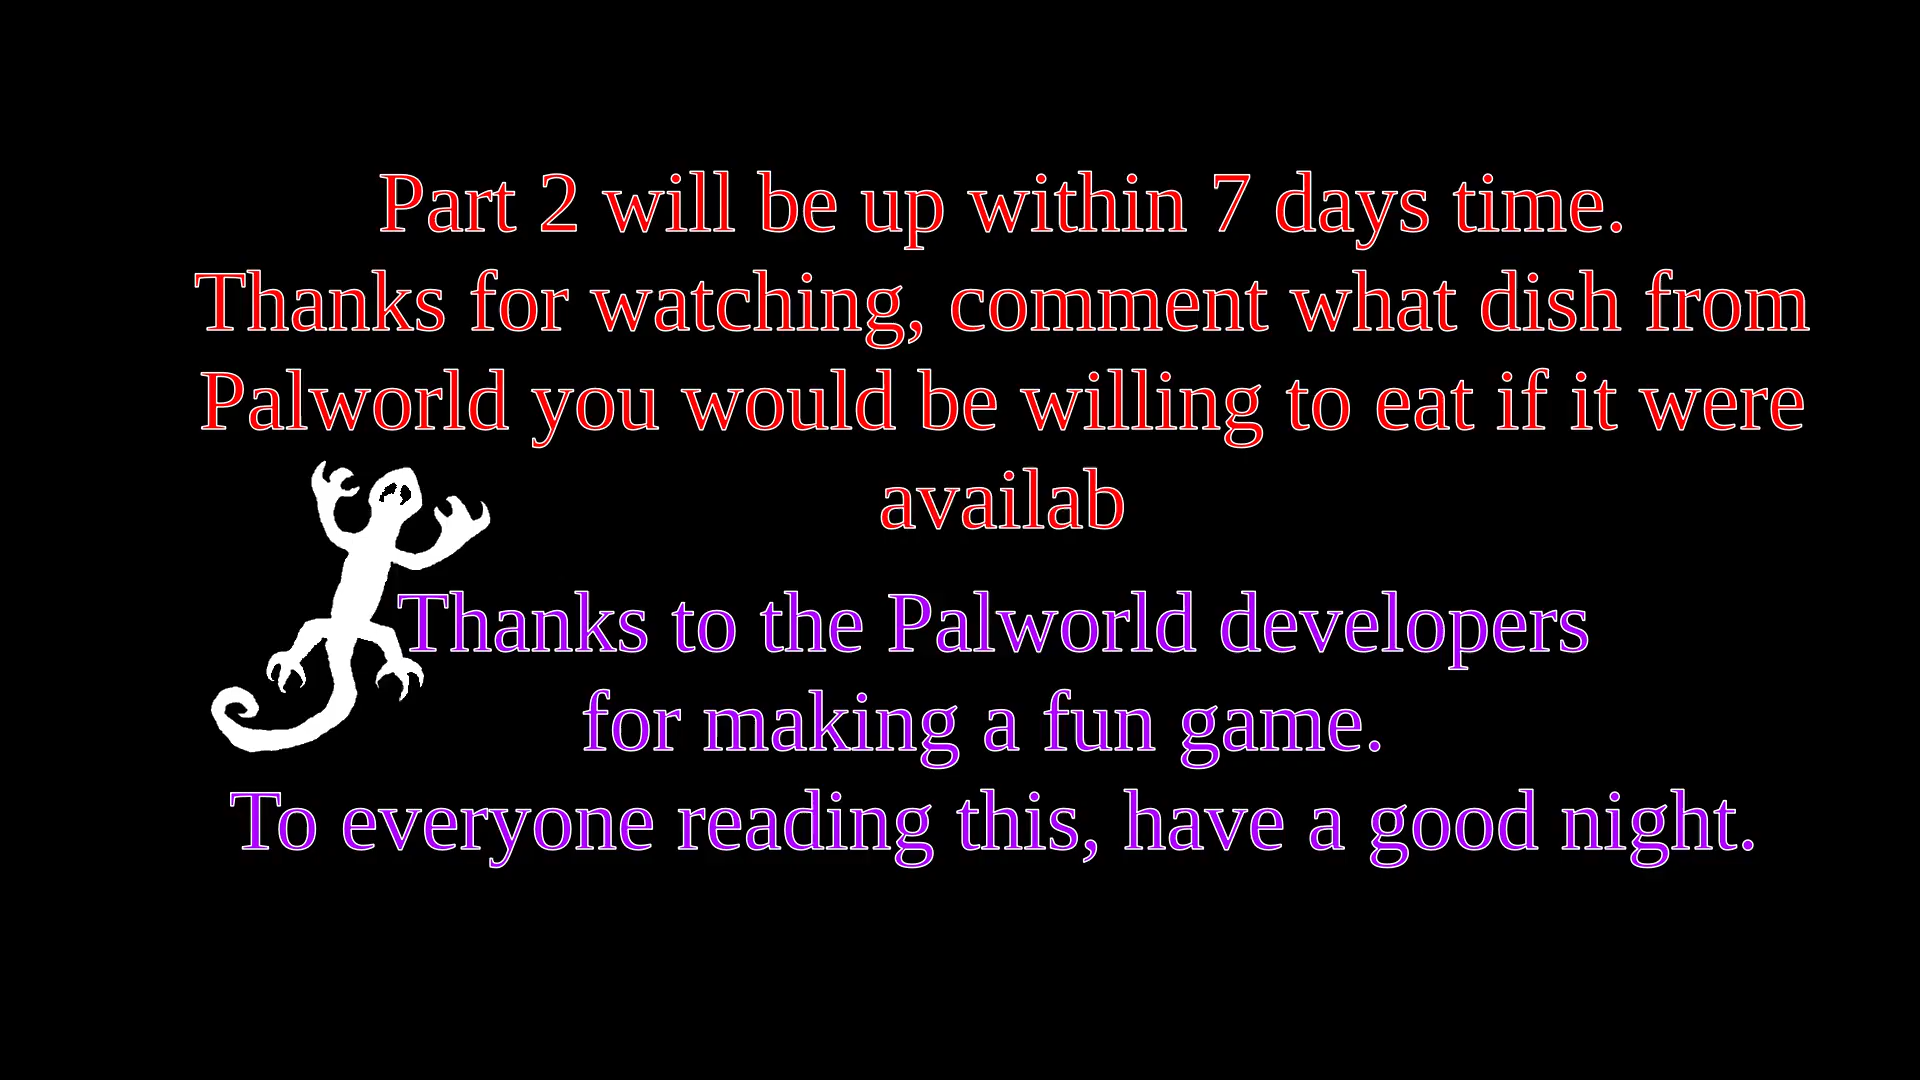 Part 2 will be up within 7 days time.
Thanks for watching, comment what dish from
Palworld you would be willing to eat if it were
availab
Thanks to the Palworld developers
for making a fun game.
To everyone reading this, have a good night.